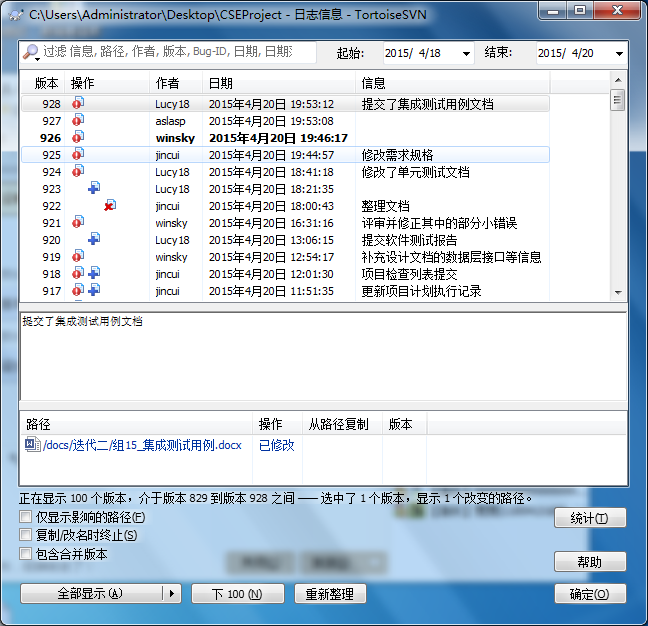 C:\Users\Administrator\Desktop\CSEProject - 日志信息 - TortoiseSVN
过滤 信息, 路径, 作者, 版本, Bug-ID, 日期, 日期 起始: 2015/ 4/18 结束: 2015/ 4/20
版本 操作 作者 日期 信息
928 Lucy18 2015年4月20日 19:53:12 提交了集成测试用例文档
927 aslasp 2015年4月20日 19:53:08
926 winsky 2015年4月20日 19:46:17
925 jincui 2015年4月20日 19:44:57 修改需求规格
924 Lucy18 2015年4月20日 18:41:18 修改了单元测试文档
923 Lucy18 2015年4月20日 18:21:35
922 jincui 2015年4月20日 18:00:43 整理文档
921 winsky 2015年4月20日 16:31:16 评审并修正其中的部分小错误
920 Lucy18 2015年4月20日 13:06:15 提交软件测试报告
919 winsky 2015年4月20日 12:54:17 补充设计文档的数据层接口等信息
918 jincui 2015年4月20日 12:01:30 项目检查列表提交
917 jincui 2015年4月20日 11:51:35 更新项目计划执行记录
提交了集成测试用例文档
路径 操作 从路径复制 版本
/docs/迭代二/组15_集成测试用例.docx 已修改
正在显示 100 个版本，介于版本 829 到版本 928 之间 —— 选中了 1 个版本，显示 1 个改变的路径。
仅显示影响的路径(F) 统计(T)
复制/改名时终止(S)
包含合并版本 帮助
全部显示(A) 下 100 (N) 重新整理 确定(O)